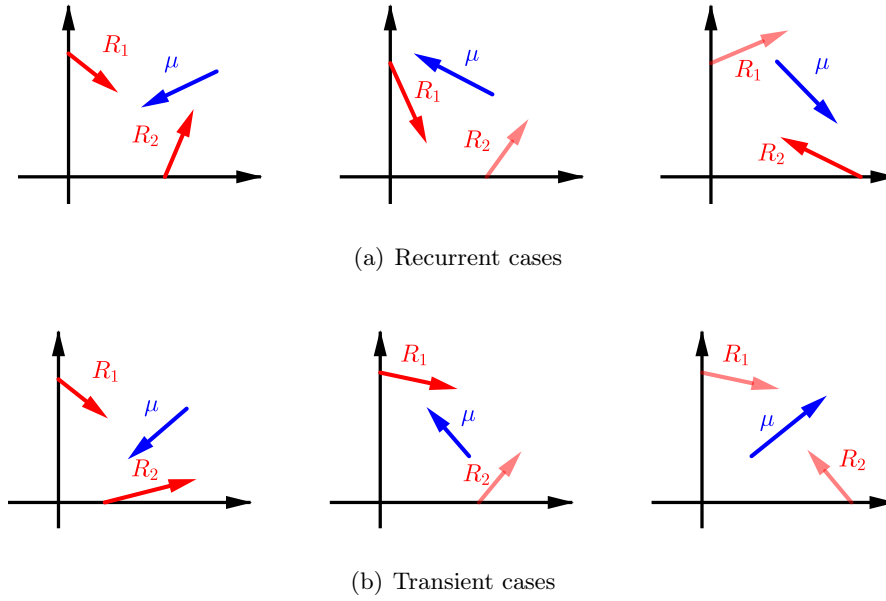 R₁ μ R₂
μ R₁ R₂
μ R₁ R₂
(a) Recurrent cases
R₁ μ R₂
R₁ μ R₂
R₁ μ R₂
(b) Transient cases